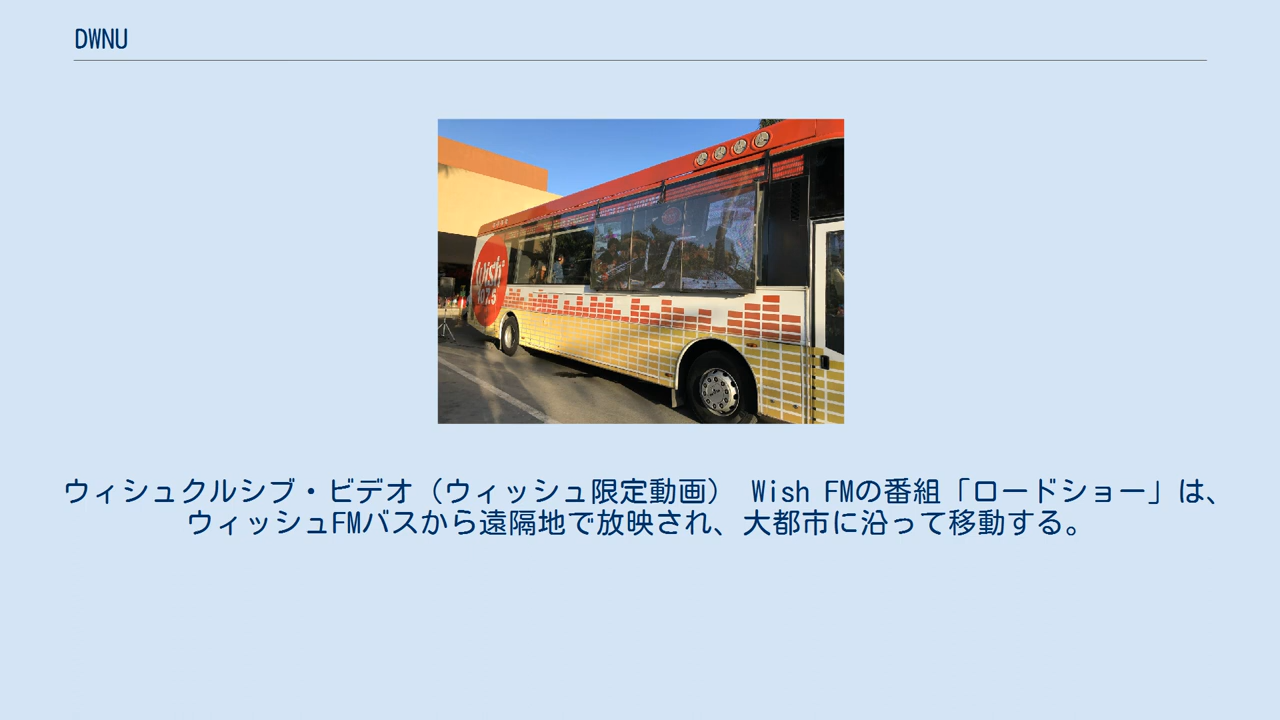 DWNU
Wish
107.5
ウィシュクルシブ・ビデオ（ウィッシュ限定動画） Wish FMの番組「ロードショー」は、
ウィッシュFMバスから遠隔地で放映され、大都市に沿って移動する。